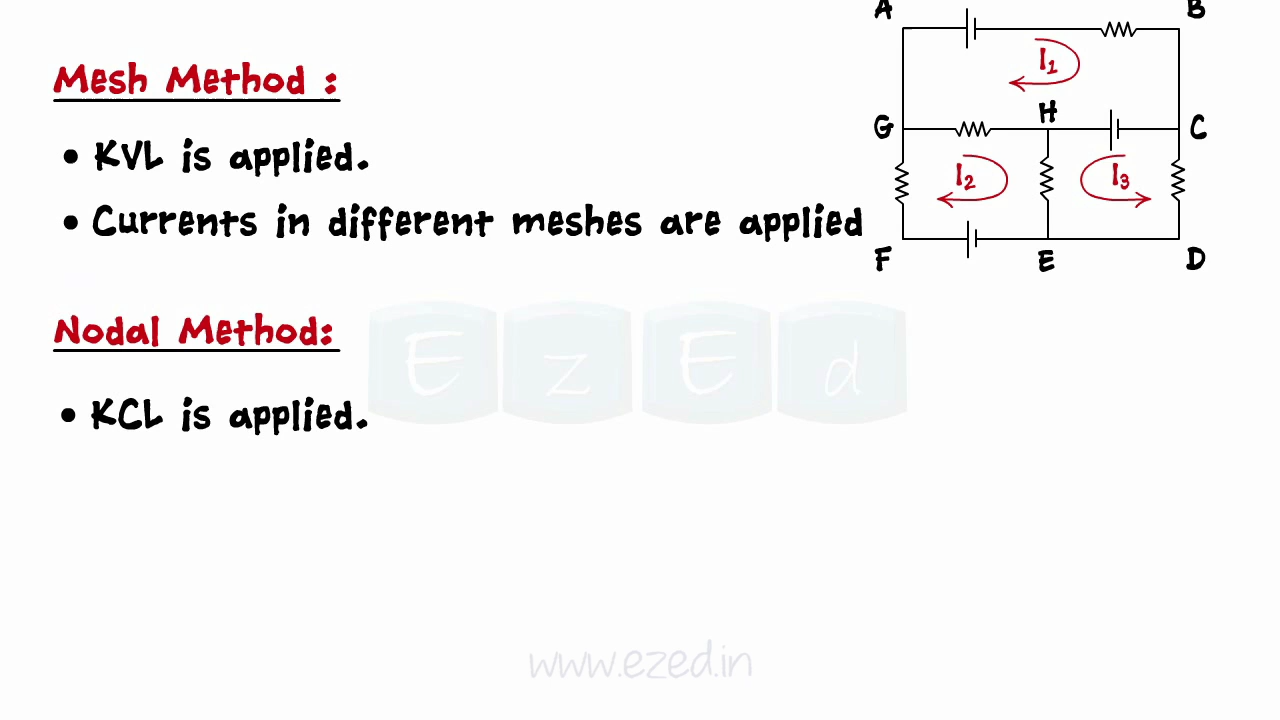 A B
Mesh Method :
I1
• KVL is applied.
G H C
I2 I3
• Currents in different meshes are applied
F E D
Nodal Method:
EzEd
• KCL is applied.
www.ezed.in